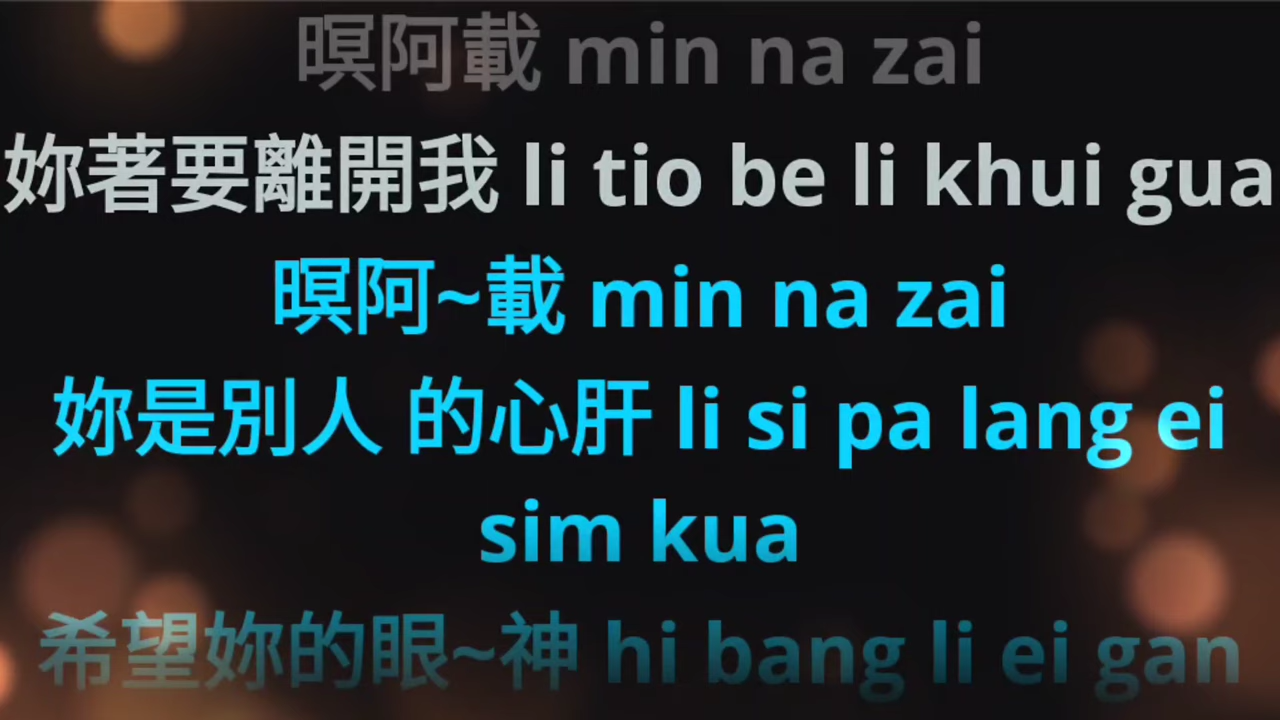 暝阿載 min na zai
妳著要離開我 li tio be li khui gua
暝阿~載 min na zai
妳是別人 的心肝 li si pa lang ei
sim kua
希望妳的眼~神 hi bang li ei gan